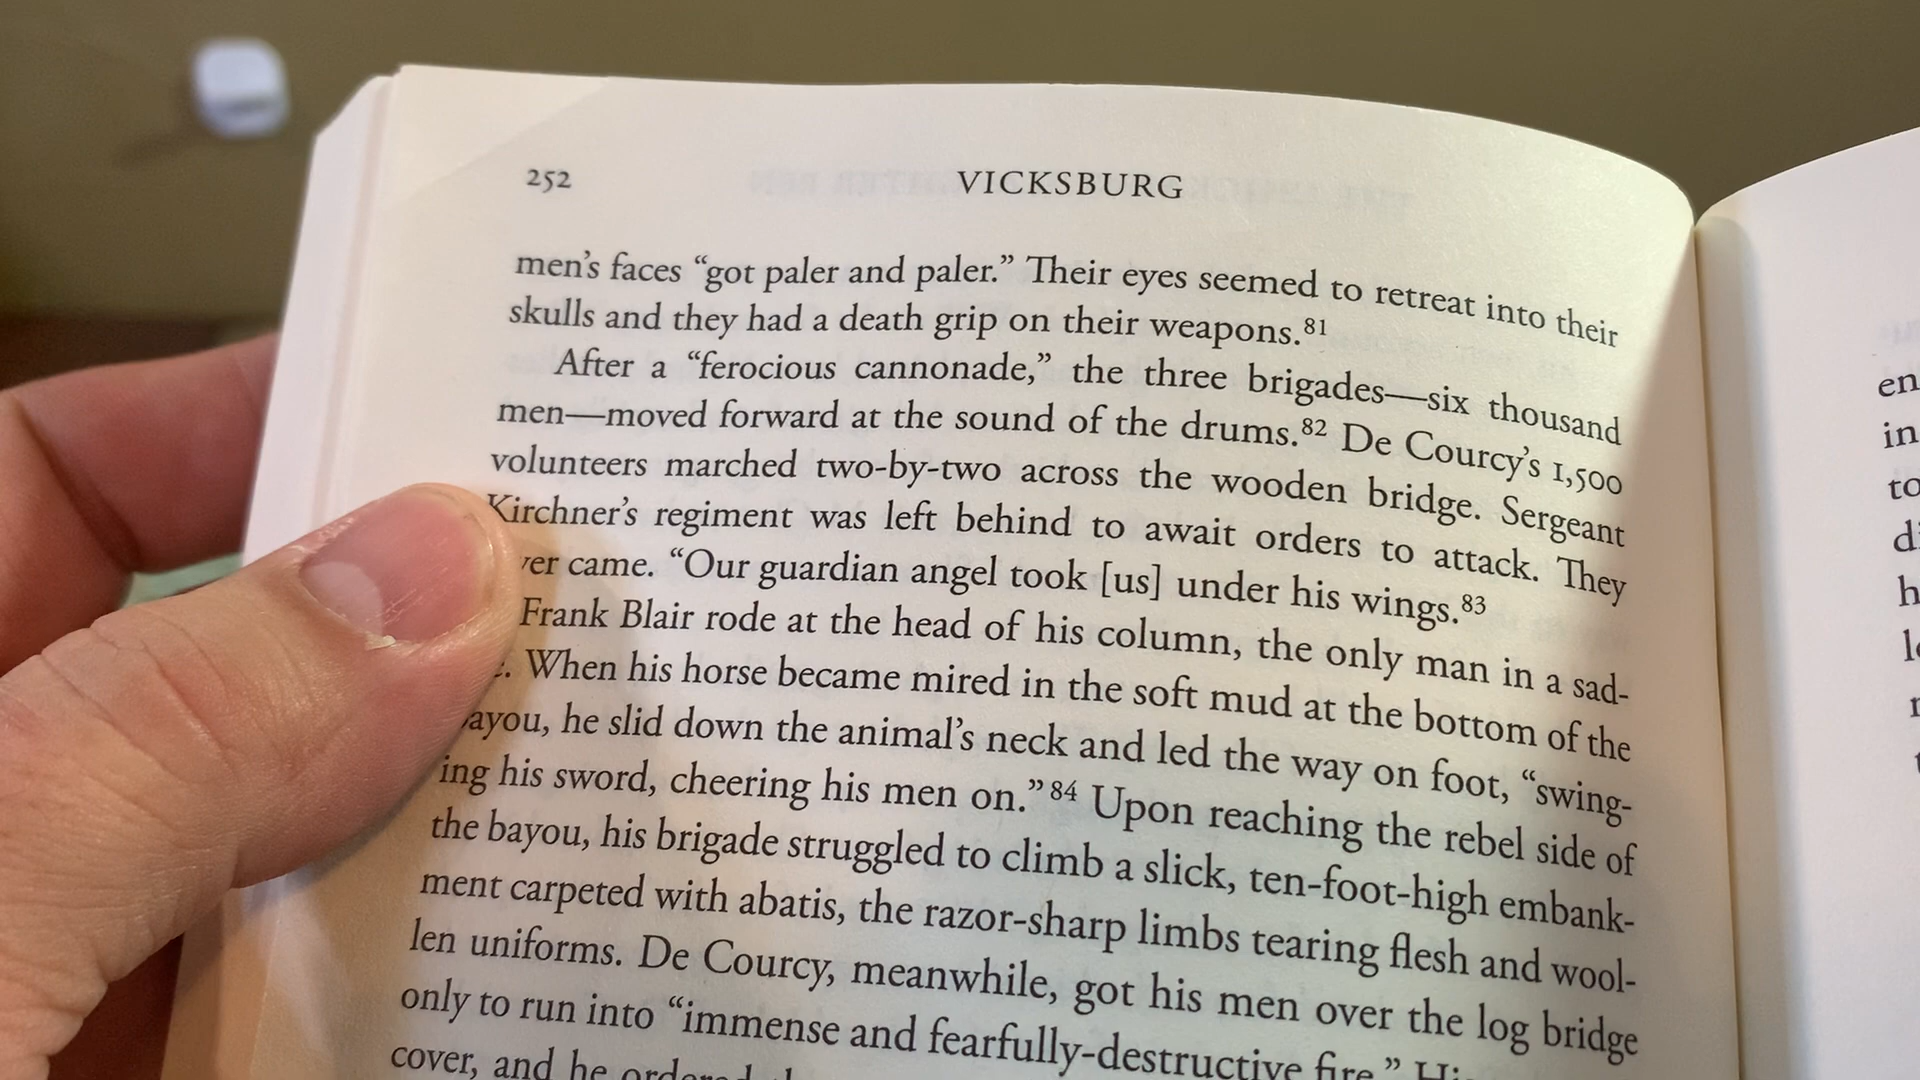 252
VICKSBURG
men's faces “got paler and paler.” Their eyes seemed to retreat into their
skulls and they had a death grip on their weapons.81
After a “ferocious cannonade,” the three brigades—six thousand
men—moved forward at the sound of the drums.82 De Courcy's 1,500
volunteers marched two-by-two across the wooden bridge. Sergeant
Kirchner's regiment was left behind to await orders to attack. They
came. “Our guardian angel took [us] under his wings.83
Frank Blair rode at the head of his column, the only man in a sad-
When his horse became mired in the soft mud at the bottom of the
bayou, he slid down the animal's neck and led the way on foot, “swing-
ing his sword, cheering his men on.”84 Upon reaching the rebel side of
the bayou, his brigade struggled to climb a slick, ten-foot-high embank-
ment carpeted with abatis, the razor-sharp limbs tearing flesh and wool-
len uniforms. De Courcy, meanwhile, got his men over the log bridge
only to run into “immense and fearfully-destructive fire.”
cover, and he ordered